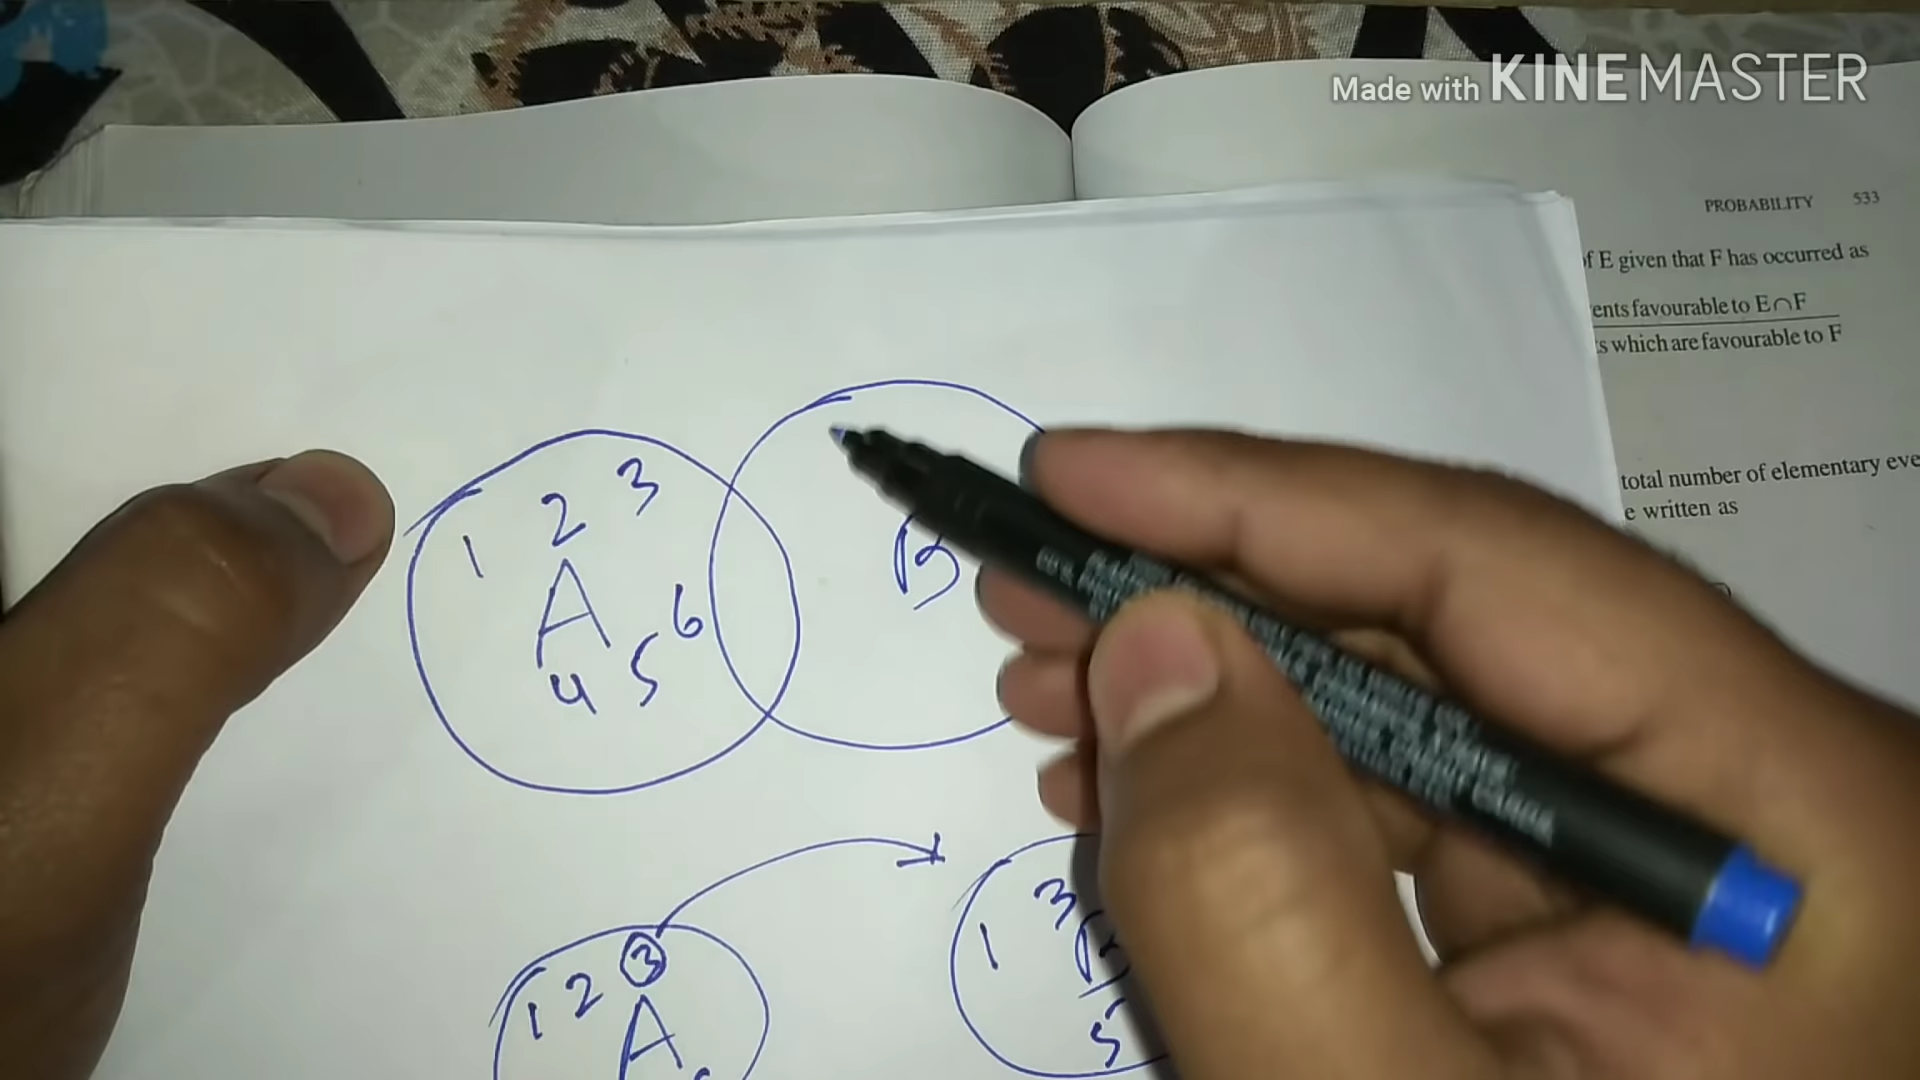 Made with KINEMASTER
PROBABILITY 533
f E given that F has occurred as
ents favourable to E∩F
s which are favourable to F
total number of elementary eve
e written as
1 2 3
A B
4 5 6
1 2 3
A
1 3
B
5